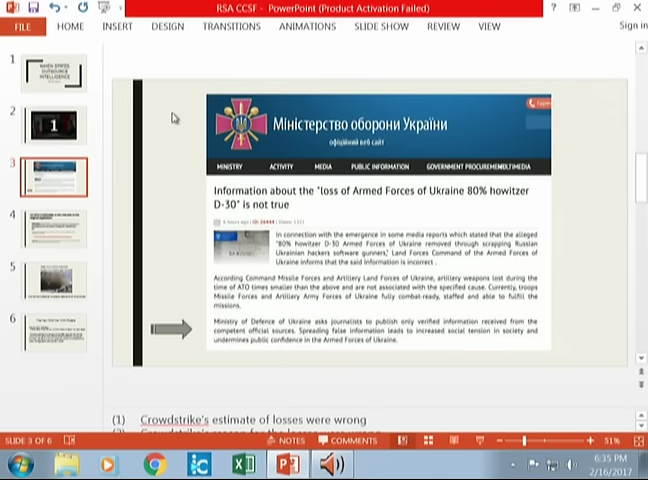 RSA CCSF - PowerPoint (Product Activation Failed)
FILE HOME INSERT DESIGN TRANSITIONS ANIMATIONS SLIDE SHOW REVIEW VIEW Sign in
1
WHEN STATES
OUTSOURCE
INTELLIGENCE
2
1
3
4
5
6
Міністерство оборони України
офіційний веб сайт
MINISTRY ACTIVITY MEDIA PUBLIC INFORMATION GOVERNMENT PROCUREMENTLTIMEDIA
Information about the "loss of Armed Forces of Ukraine 80% howitzer
D-30" is not true
In connection with the emergence in some media reports which stated that the alleged
"80% howitzer D-30 Armed Forces of Ukraine removed through scrapping Russian
Ukrainian hackers software gunners," Land Forces Command of the Armed Forces of
Ukraine informs that the said information is incorrect .
According Command Missile Forces and Artillery Land Forces of Ukraine, artillery weapons lost during the
time of ATO times smaller than the above and are not associated with the specified cause. Currently, troops
Missile Forces and Artillery Army Forces of Ukraine fully combat-ready, staffed and able to fulfill the
missions.
Ministry of Defence of Ukraine asks journalists to publish only verified information received from the
competent official sources. Spreading false information leads to increased social tension in society and
undermines public confidence in the Armed Forces of Ukraine.
(1) Crowdstrike's estimate of losses were wrong
SLIDE 3 OF 6 NOTES COMMENTS 51%
6:35 PM
2/16/2017